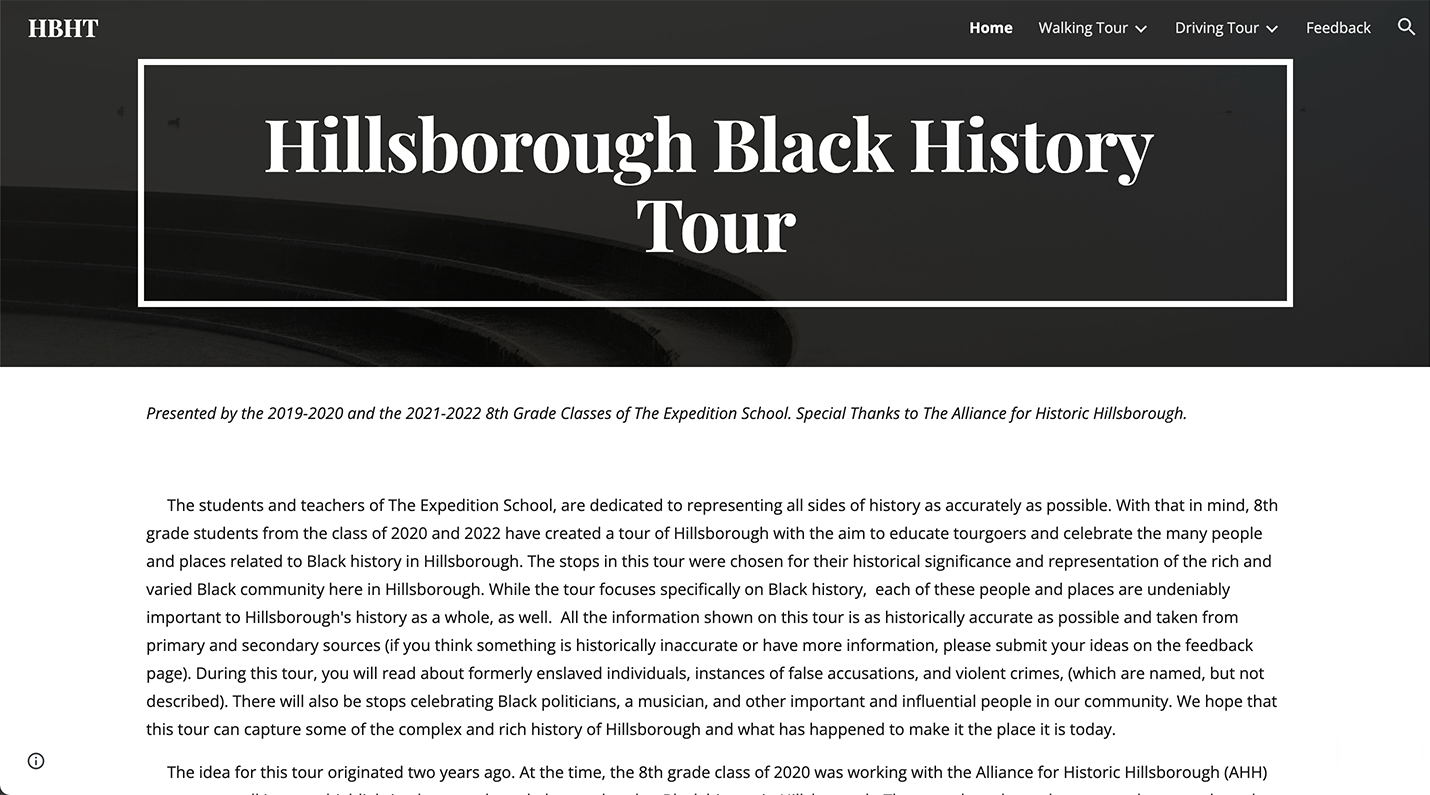 HBHT
Home Walking Tour Driving Tour Feedback
Hillsborough Black History
Tour
Presented by the 2019-2020 and the 2021-2022 8th Grade Classes of The Expedition School. Special Thanks to The Alliance for Historic Hillsborough.
The students and teachers of The Expedition School, are dedicated to representing all sides of history as accurately as possible. With that in mind, 8th
grade students from the class of 2020 and 2022 have created a tour of Hillsborough with the aim to educate tourgoers and celebrate the many people
and places related to Black history in Hillsborough. The stops in this tour were chosen for their historical significance and representation of the rich and
varied Black community here in Hillsborough. While the tour focuses specifically on Black history,  each of these people and places are undeniably
important to Hillsborough's history as a whole, as well.  All the information shown on this tour is as historically accurate as possible and taken from
primary and secondary sources (if you think something is historically inaccurate or have more information, please submit your ideas on the feedback
page). During this tour, you will read about formerly enslaved individuals, instances of false accusations, and violent crimes, (which are named, but not
described). There will also be stops celebrating Black politicians, a musician, and other important and influential people in our community. We hope that
this tour can capture some of the complex and rich history of Hillsborough and what has happened to make it the place it is today.
The idea for this tour originated two years ago. At the time, the 8th grade class of 2020 was working with the Alliance for Historic Hillsborough (AHH)